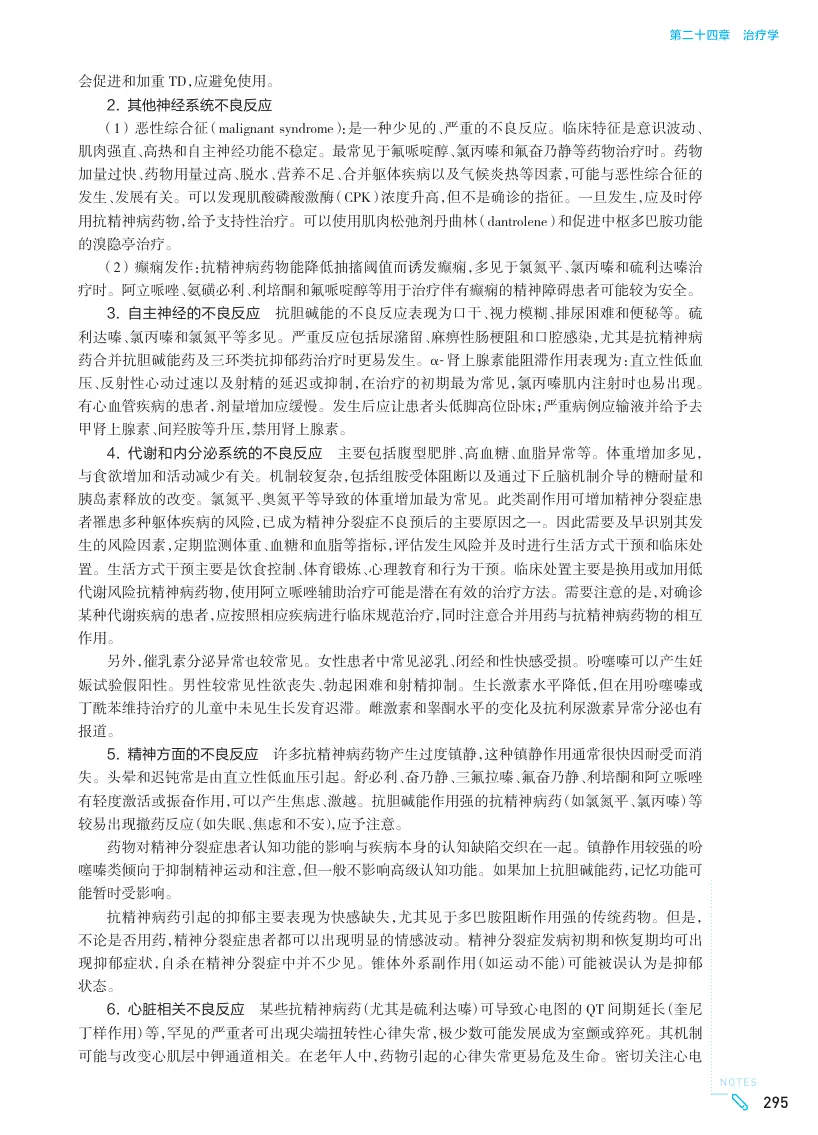 第二十四章　治疗学
会促进和加重 TD,应避免使用。
2. 其他神经系统不良反应
（1）恶性综合征（malignant syndrome）:是一种少见的、严重的不良反应。临床特征是意识波动、
肌肉强直、高热和自主神经功能不稳定。最常见于氟哌啶醇、氯丙嗪和氟奋乃静等药物治疗时。药物
加量过快、药物用量过高、脱水、营养不足、合并躯体疾病以及气候炎热等因素,可能与恶性综合征的
发生、发展有关。可以发现肌酸磷酸激酶（CPK）浓度升高,但不是确诊的指征。一旦发生,应及时停
用抗精神病药物,给予支持性治疗。可以使用肌肉松弛剂丹曲林（dantrolene）和促进中枢多巴胺功能
的溴隐亭治疗。
（2）癫痫发作:抗精神病药物能降低抽搐阈值而诱发癫痫,多见于氯氮平、氯丙嗪和硫利达嗪治
疗时。阿立哌唑、氨磺必利、利培酮和氟哌啶醇等用于治疗伴有癫痫的精神障碍患者可能较为安全。
3. 自主神经的不良反应　抗胆碱能的不良反应表现为口干、视力模糊、排尿困难和便秘等。硫
利达嗪、氯丙嗪和氯氮平等多见。严重反应包括尿潴留、麻痹性肠梗阻和口腔感染,尤其是抗精神病
药合并抗胆碱能药及三环类抗抑郁药治疗时更易发生。α- 肾上腺素能阻滞作用表现为:直立性低血
压、反射性心动过速以及射精的延迟或抑制,在治疗的初期最为常见,氯丙嗪肌内注射时也易出现。
有心血管疾病的患者,剂量增加应缓慢。发生后应让患者头低脚高位卧床;严重病例应输液并给予去
甲肾上腺素、间羟胺等升压,禁用肾上腺素。
4. 代谢和内分泌系统的不良反应　主要包括腹型肥胖、高血糖、血脂异常等。体重增加多见,
与食欲增加和活动减少有关。机制较复杂,包括组胺受体阻断以及通过下丘脑机制介导的糖耐量和
胰岛素释放的改变。氯氮平、奥氮平等导致的体重增加最为常见。此类副作用可增加精神分裂症患
者罹患多种躯体疾病的风险,已成为精神分裂症不良预后的主要原因之一。因此需要及早识别其发
生的风险因素,定期监测体重、血糖和血脂等指标,评估发生风险并及时进行生活方式干预和临床处
置。生活方式干预主要是饮食控制、体育锻炼、心理教育和行为干预。临床处置主要是换用或加用低
代谢风险抗精神病药物,使用阿立哌唑辅助治疗可能是潜在有效的治疗方法。需要注意的是,对确诊
某种代谢疾病的患者,应按照相应疾病进行临床规范治疗,同时注意合并用药与抗精神病药物的相互
作用。
另外,催乳素分泌异常也较常见。女性患者中常见泌乳、闭经和性快感受损。吩噻嗪可以产生妊
娠试验假阳性。男性较常见性欲丧失、勃起困难和射精抑制。生长激素水平降低,但在用吩噻嗪或
丁酰苯维持治疗的儿童中未见生长发育迟滞。雌激素和睾酮水平的变化及抗利尿激素异常分泌也有
报道。
5. 精神方面的不良反应　许多抗精神病药物产生过度镇静,这种镇静作用通常很快因耐受而消
失。头晕和迟钝常是由直立性低血压引起。舒必利、奋乃静、三氟拉嗪、氟奋乃静、利培酮和阿立哌唑
有轻度激活或振奋作用,可以产生焦虑、激越。抗胆碱能作用强的抗精神病药（如氯氮平、氯丙嗪）等
较易出现撤药反应（如失眠、焦虑和不安）,应予注意。
药物对精神分裂症患者认知功能的影响与疾病本身的认知缺陷交织在一起。镇静作用较强的吩
噻嗪类倾向于抑制精神运动和注意,但一般不影响高级认知功能。如果加上抗胆碱能药,记忆功能可
能暂时受影响。
抗精神病药引起的抑郁主要表现为快感缺失,尤其见于多巴胺阻断作用强的传统药物。但是,
不论是否用药,精神分裂症患者都可以出现明显的情感波动。精神分裂症发病初期和恢复期均可出
现抑郁症状,自杀在精神分裂症中并不少见。锥体外系副作用（如运动不能）可能被误认为是抑郁
状态。
6. 心脏相关不良反应　某些抗精神病药（尤其是硫利达嗪）可导致心电图的 QT 间期延长（奎尼
丁样作用）等,罕见的严重者可出现尖端扭转性心律失常,极少数可能发展成为室颤或猝死。其机制
可能与改变心肌层中钾通道相关。在老年人中,药物引起的心律失常更易危及生命。密切关注心电
NOTES
295